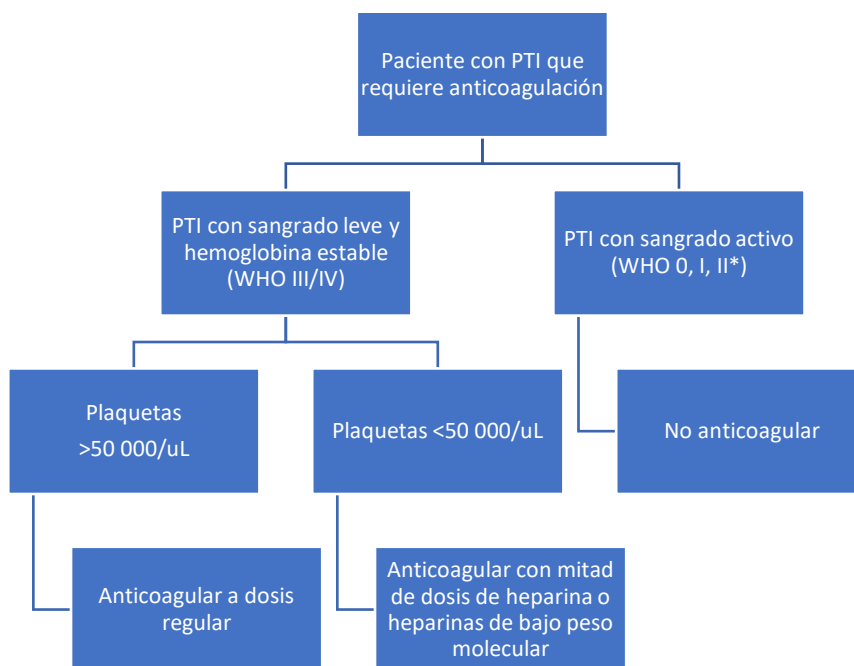 Paciente con PTI que
requiere anticoagulación
PTI con sangrado leve y
hemoglobina estable
(WHO III/IV)
PTI con sangrado activo
(WHO 0, I, II*)
Plaquetas
>50 000/uL
Plaquetas <50 000/uL
No anticoagular
Anticoagular a dosis
regular
Anticoagular con mitad
de dosis de heparina o
heparinas de bajo peso
molecular